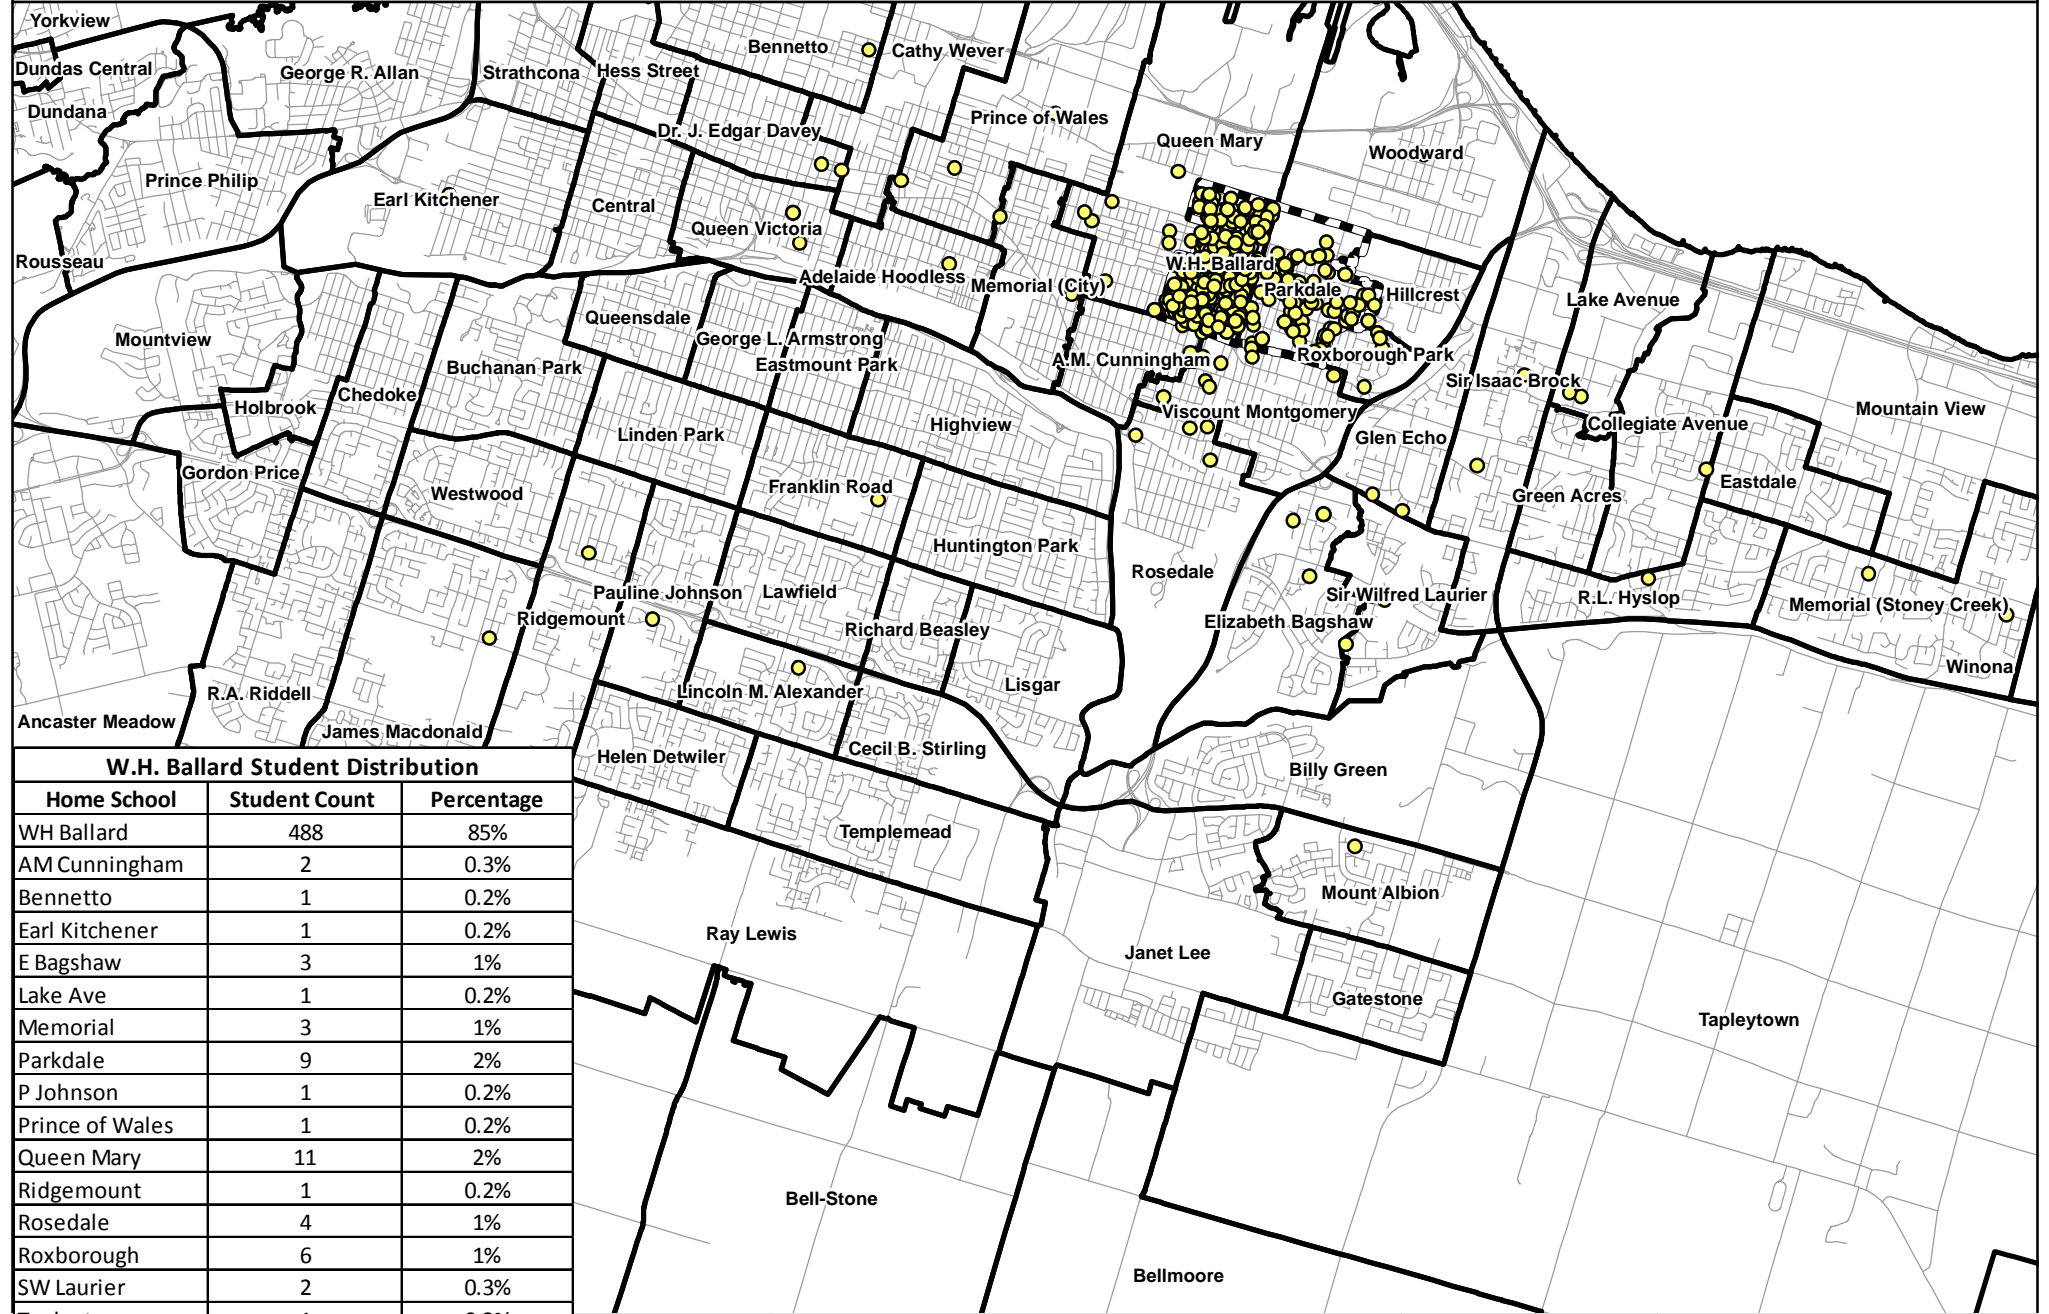 Yorkview
Bennetto
Cathy Wever
Dundas Central
George R. Allan
Strathcona
Hess Street
Dundana
Prince of Wales
Dr. J. Edgar Davey
Queen Mary
Woodward
Prince Philip
Earl Kitchener
Central
Queen Victoria
Rousseau
W.H. Ballard
Adelaide Hoodless
Memorial (City)
Parkdale
Hillcrest
Lake Avenue
Queensdale
Mountview
George L. Armstrong
Eastmount Park
A.M. Cunningham
Roxborough Park
Buchanan Park
Sir Isaac Brock
Chedoke
Holbrook
Viscount Montgomery
Mountain View
Highview
Collegiate Avenue
Linden Park
Glen Echo
Gordon Price
Westwood
Franklin Road
Green Acres
Eastdale
Huntington Park
Rosedale
Pauline Johnson
Lawfield
Sir Wilfred Laurier
R.L. Hyslop
Memorial (Stoney Creek)
Ridgemount
Richard Beasley
Elizabeth Bagshaw
Winona
R.A. Riddell
Lincoln M. Alexander
Lisgar
Ancaster Meadow
James Macdonald
Cecil B. Stirling
Helen Detwiler
Billy Green
Templemead
Mount Albion
Ray Lewis
Janet Lee
Gatestone
Tapleytown
Bell-Stone
Bellmoore
W.H. Ballard Student Distribution
Home School Student Count Percentage
WH Ballard 488 85%
AM Cunningham 2 0.3%
Bennetto 1 0.2%
Earl Kitchener 1 0.2%
E Bagshaw 3 1%
Lake Ave 1 0.2%
Memorial 3 1%
Parkdale 9 2%
P Johnson 1 0.2%
Prince of Wales 1 0.2%
Queen Mary 11 2%
Ridgemount 1 0.2%
Rosedale 4 1%
Roxborough 6 1%
SW Laurier 2 0.3%